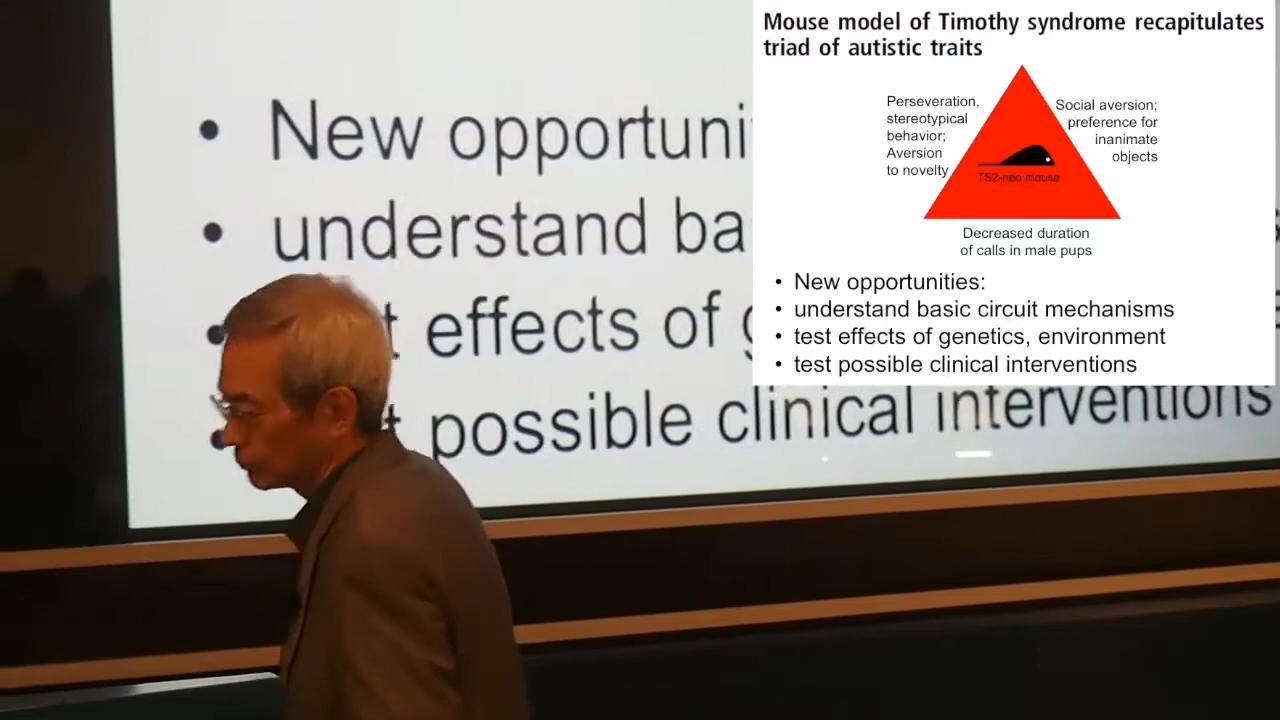 Mouse model of Timothy syndrome recapitulates
triad of autistic traits
Perseveration,
stereotypical
behavior;
Aversion
to novelty
Social aversion;
preference for
inanimate
objects
TS2-neo mouse
Decreased duration
of calls in male pups
• New opportunities:
• understand basic circuit mechanisms
• test effects of genetics, environment
• test possible clinical interventions
• New opportuni
• understand ba
• t effects of g
• t possible clinical interventions